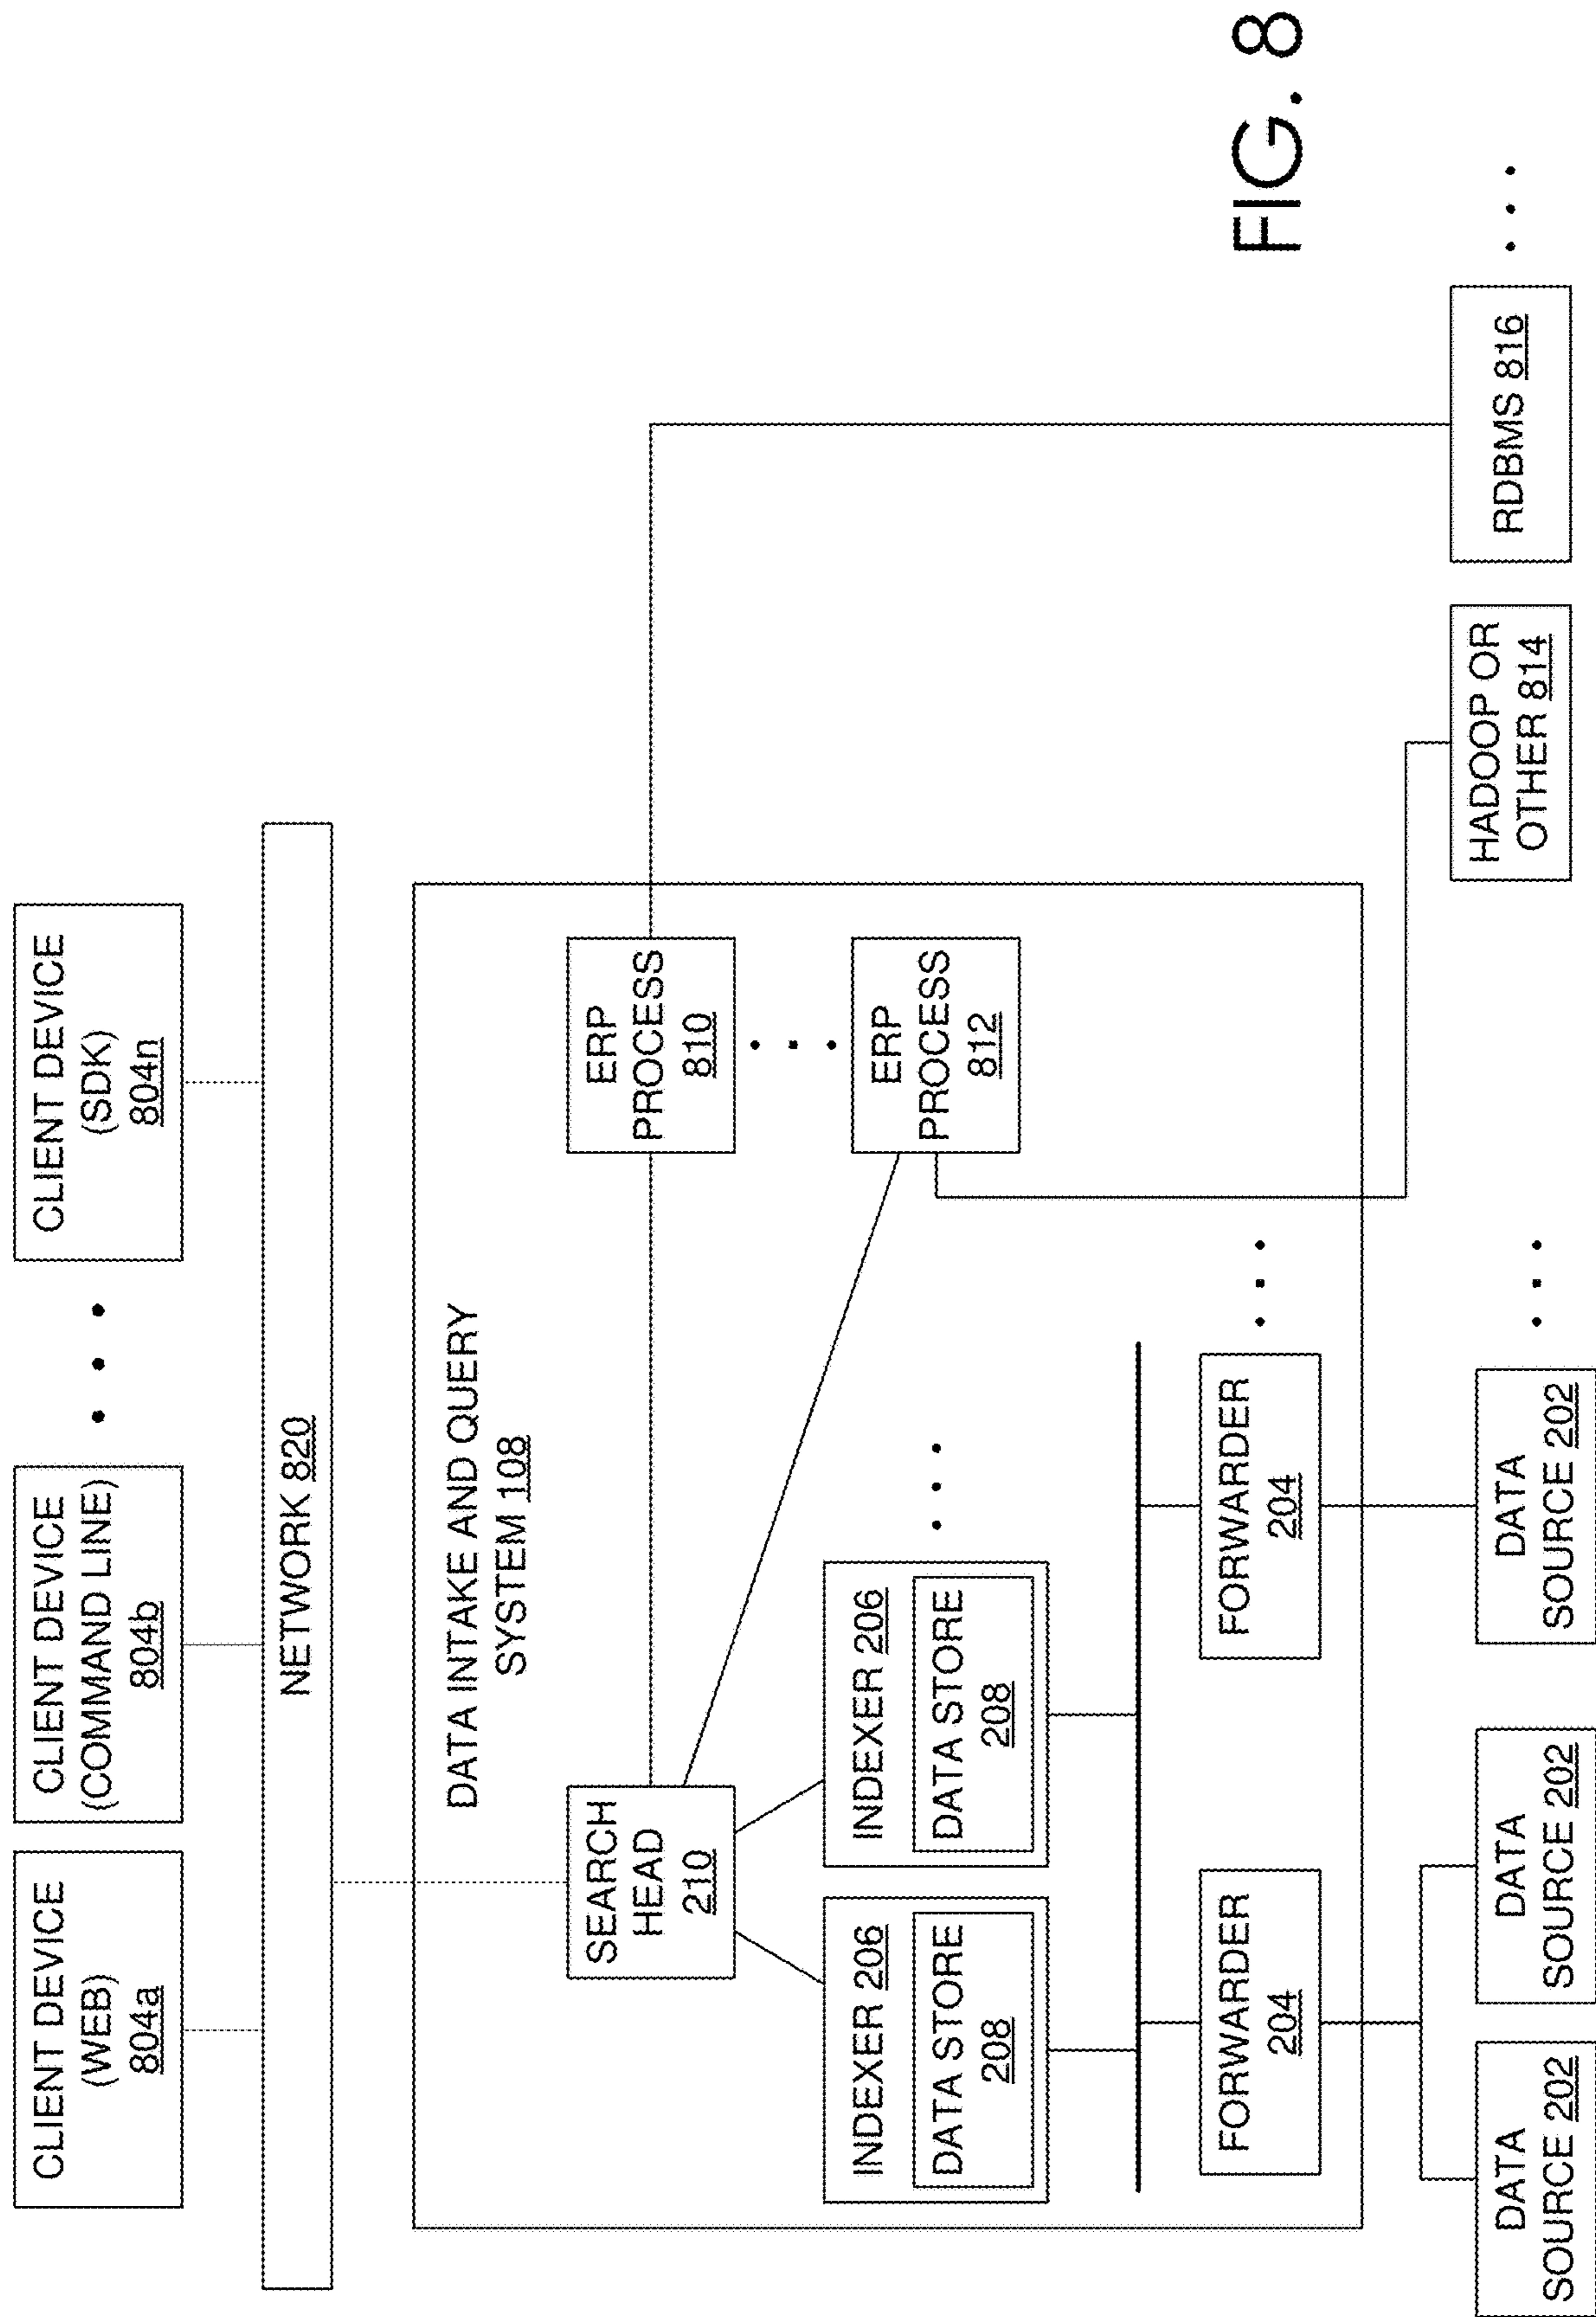 CLIENT DEVICE
(WEB)
804a
CLIENT DEVICE
(COMMAND LINE)
804b
CLIENT DEVICE
(SDK)
804n
NETWORK 820
DATA INTAKE AND QUERY
SYSTEM 108
SEARCH
HEAD
210
ERP
PROCESS
810
INDEXER 206
DATA STORE
208
INDEXER 206
DATA STORE
208
ERP
PROCESS
812
FORWARDER
204
FORWARDER
204
DATA
SOURCE 202
DATA
SOURCE 202
DATA
SOURCE 202
HADOOP OR
OTHER 814
RDBMS 816
FIG. 8